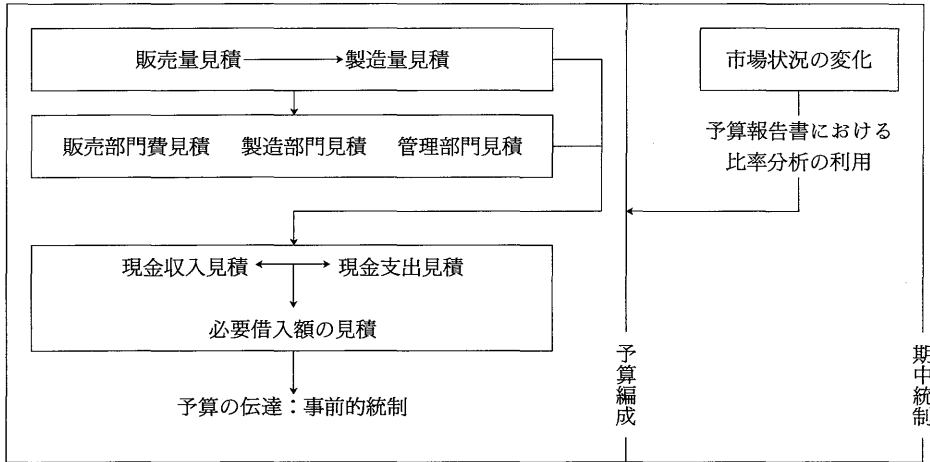 販売量見積 製造量見積
販売部門費見積 製造部門見積 管理部門見積
現金収入見積 現金支出見積
必要借入額の見積
予算の伝達：事前的統制
市場状況の変化
予算報告書における
比率分析の利用
予算編成
期中統制